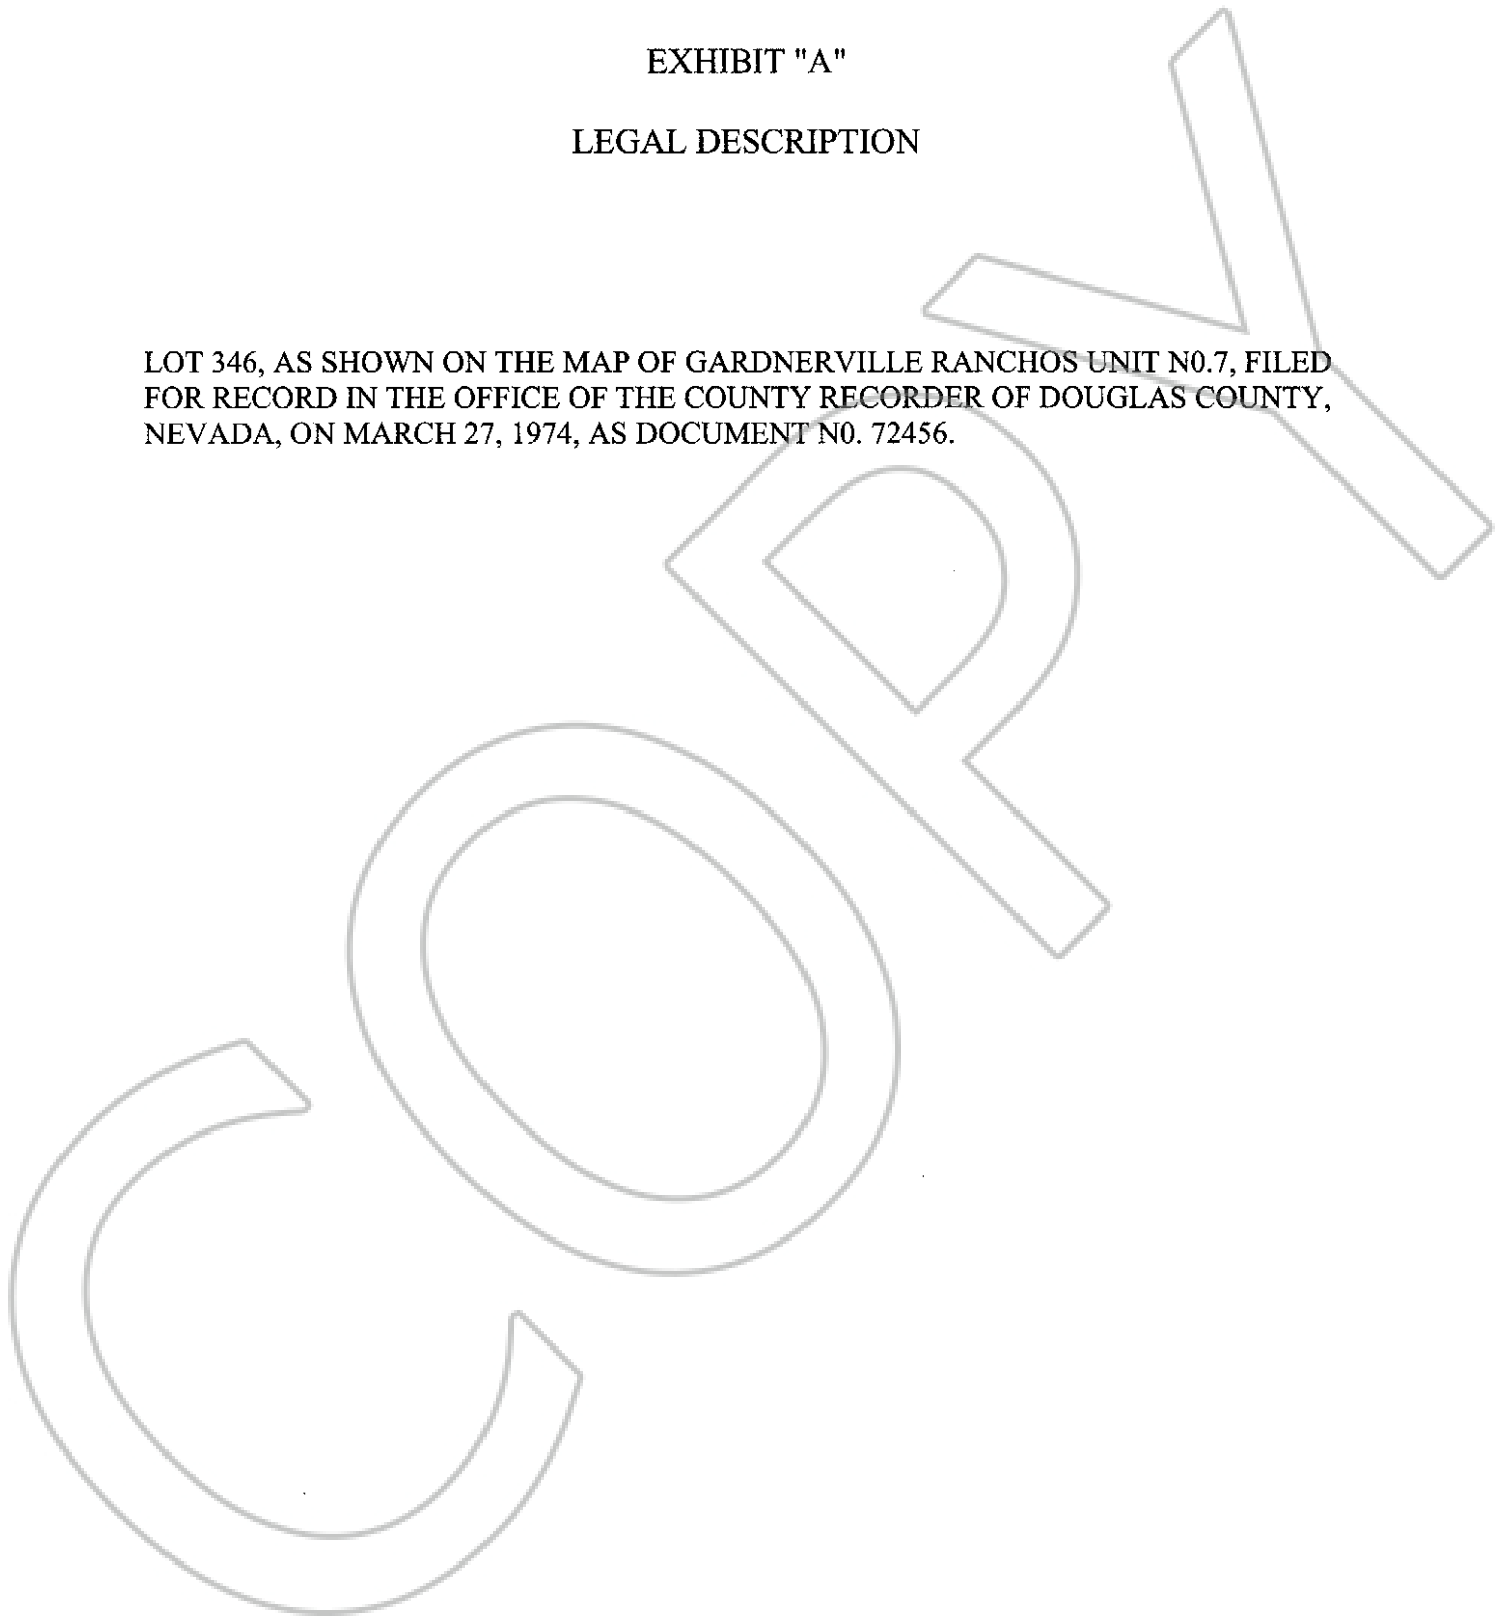 EXHIBIT "A"
LEGAL DESCRIPTION
LOT 346, AS SHOWN ON THE MAP OF GARDNERVILLE RANCHOS UNIT N0.7, FILED
FOR RECORD IN THE OFFICE OF THE COUNTY RECORDER OF DOUGLAS COUNTY,
NEVADA, ON MARCH 27, 1974, AS DOCUMENT N0. 72456.
COPY